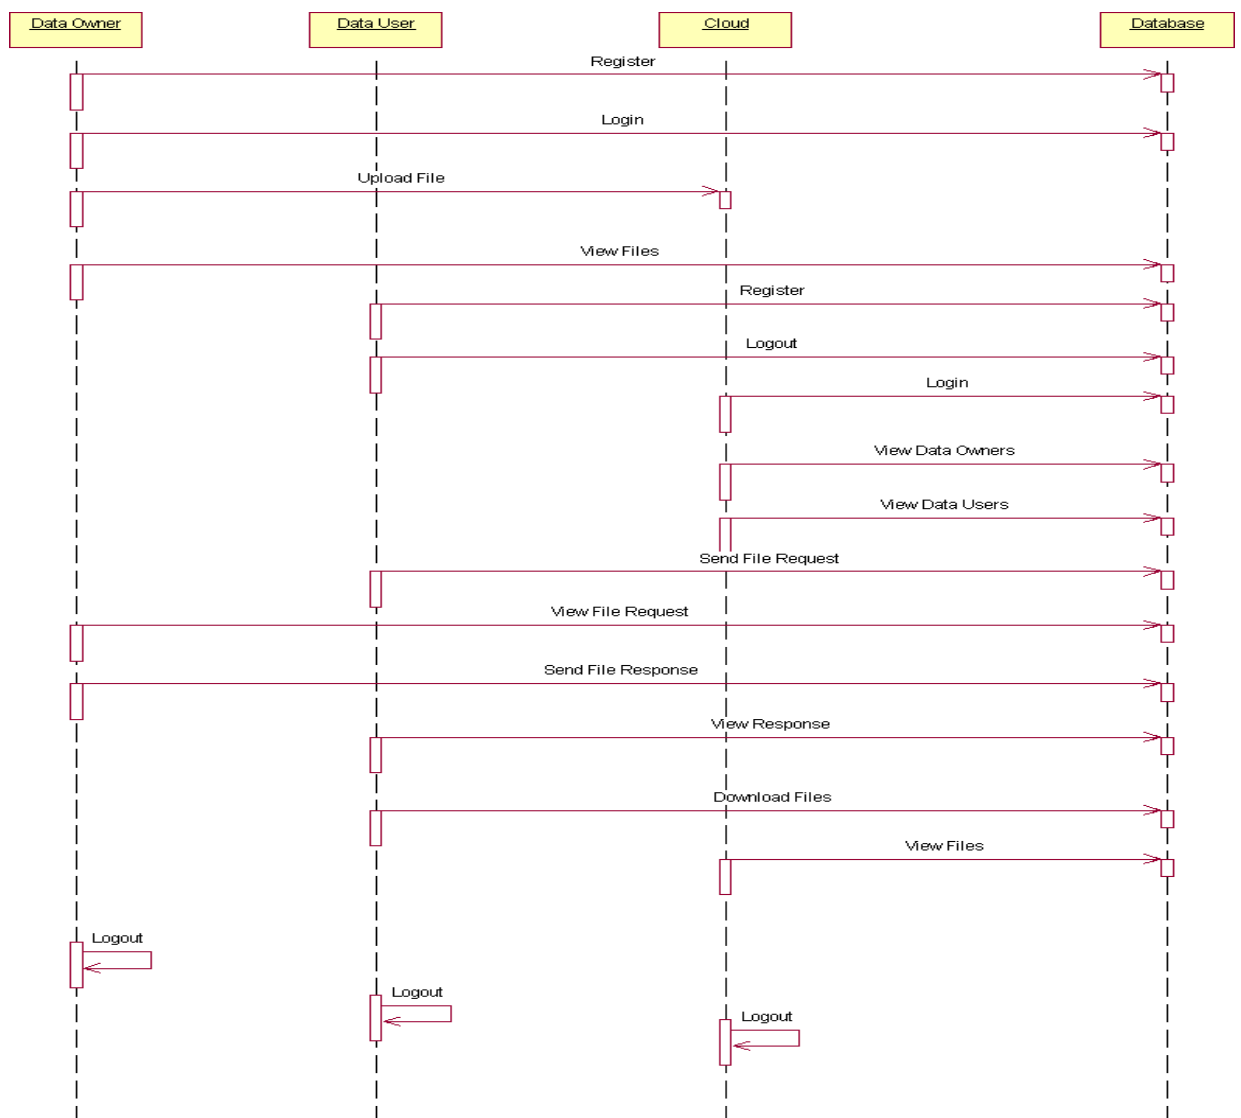 Data Owner
Data User
Cloud
Database
Register
Login
Upload File
View Files
Register
Logout
Login
View Data Owners
View Data Users
Send File Request
View File Request
Send File Response
View Response
Download Files
View Files
Logout
Logout
Logout